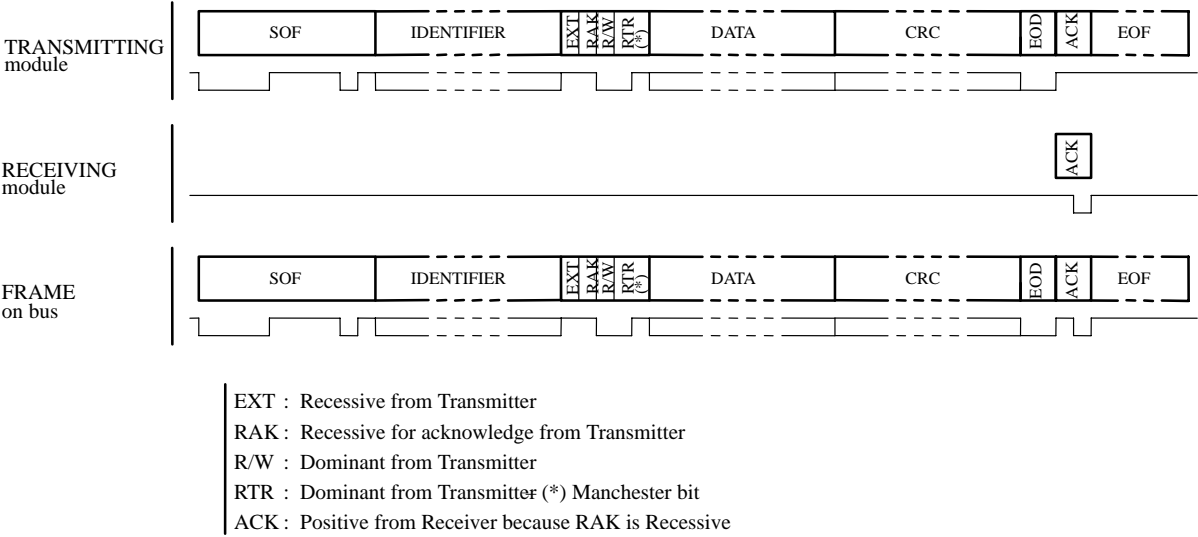 TRANSMITTING
module
SOF IDENTIFIER EXT RAK R/W RTR (*) DATA CRC EOD ACK EOF
RECEIVING
module
ACK
FRAME
on bus
SOF IDENTIFIER EXT RAK R/W RTR (*) DATA CRC EOD ACK EOF
EXT : Recessive from Transmitter
RAK : Recessive for acknowledge from Transmitter
R/W : Dominant from Transmitter
RTR : Dominant from Transmitter (*) Manchester bit
ACK : Positive from Receiver because RAK is Recessive